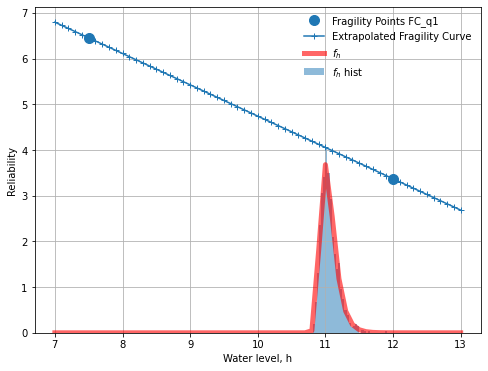 Fragility Points FC_q1
Extrapolated Fragility Curve
f_h
f_h hist
7
6
5
4
3
2
1
0
Reliability
7 8 9 10 11 12 13
Water level, h